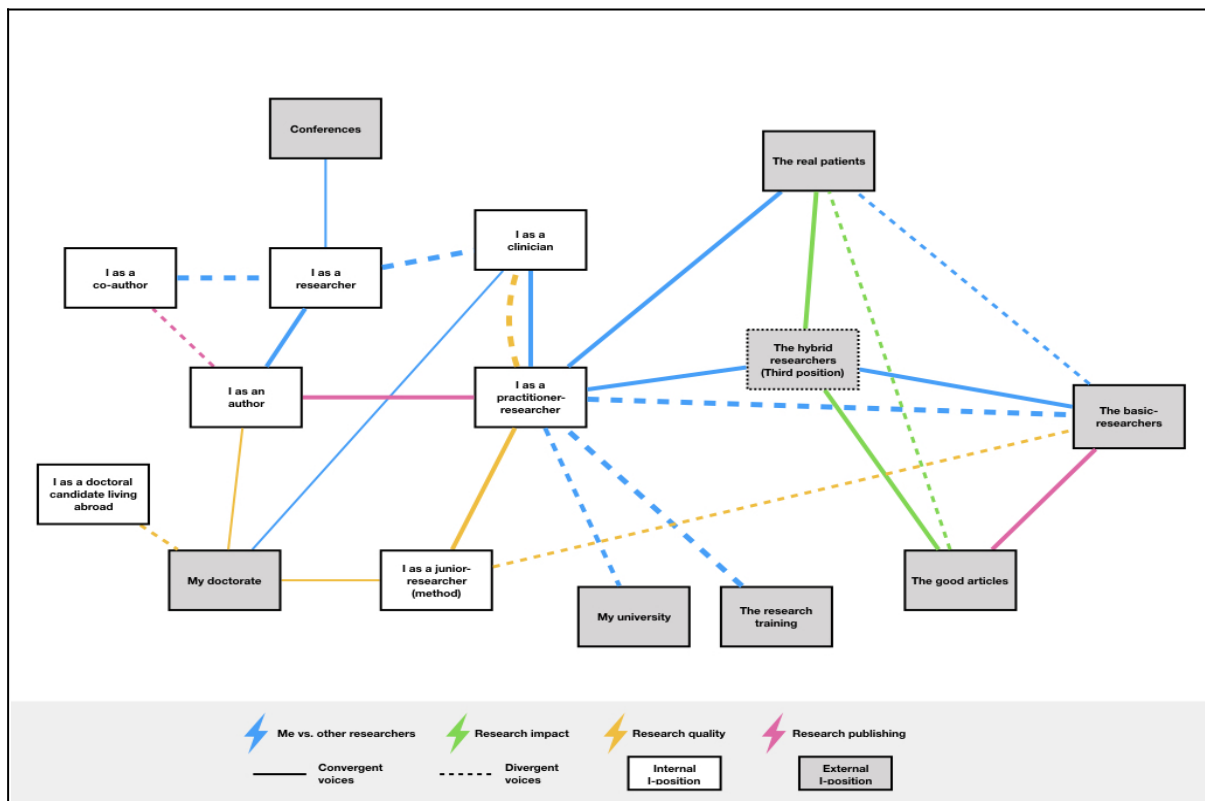 Conferences
The real patients
I as a
clinician
I as a
co-author
I as a
researcher
The hybrid
researchers
(Third position)
I as an
author
I as a
practitioner-
researcher
The basic-
researchers
I as a doctoral
candidate living
abroad
My doctorate
I as a junior-
researcher
(method)
My university
The research
training
The good articles
Me vs. other researchers
Research impact
Research quality
Research publishing
Convergent
voices
Divergent
voices
Internal
I-position
External
I-position